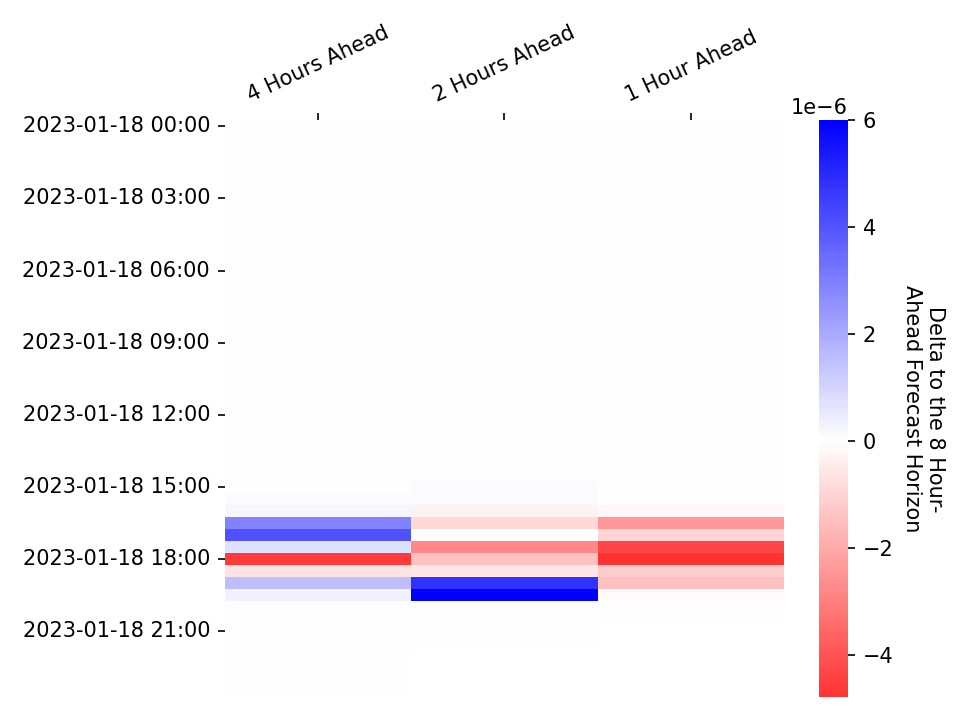 4 Hours Ahead
2 Hours Ahead
1 Hour Ahead
2023-01-18 00:00
2023-01-18 03:00
2023-01-18 06:00
2023-01-18 09:00
2023-01-18 12:00
2023-01-18 15:00
2023-01-18 18:00
2023-01-18 21:00
1e−6
6
4
2
0
−2
−4
Delta to the 8 Hour-
Ahead Forecast Horizon